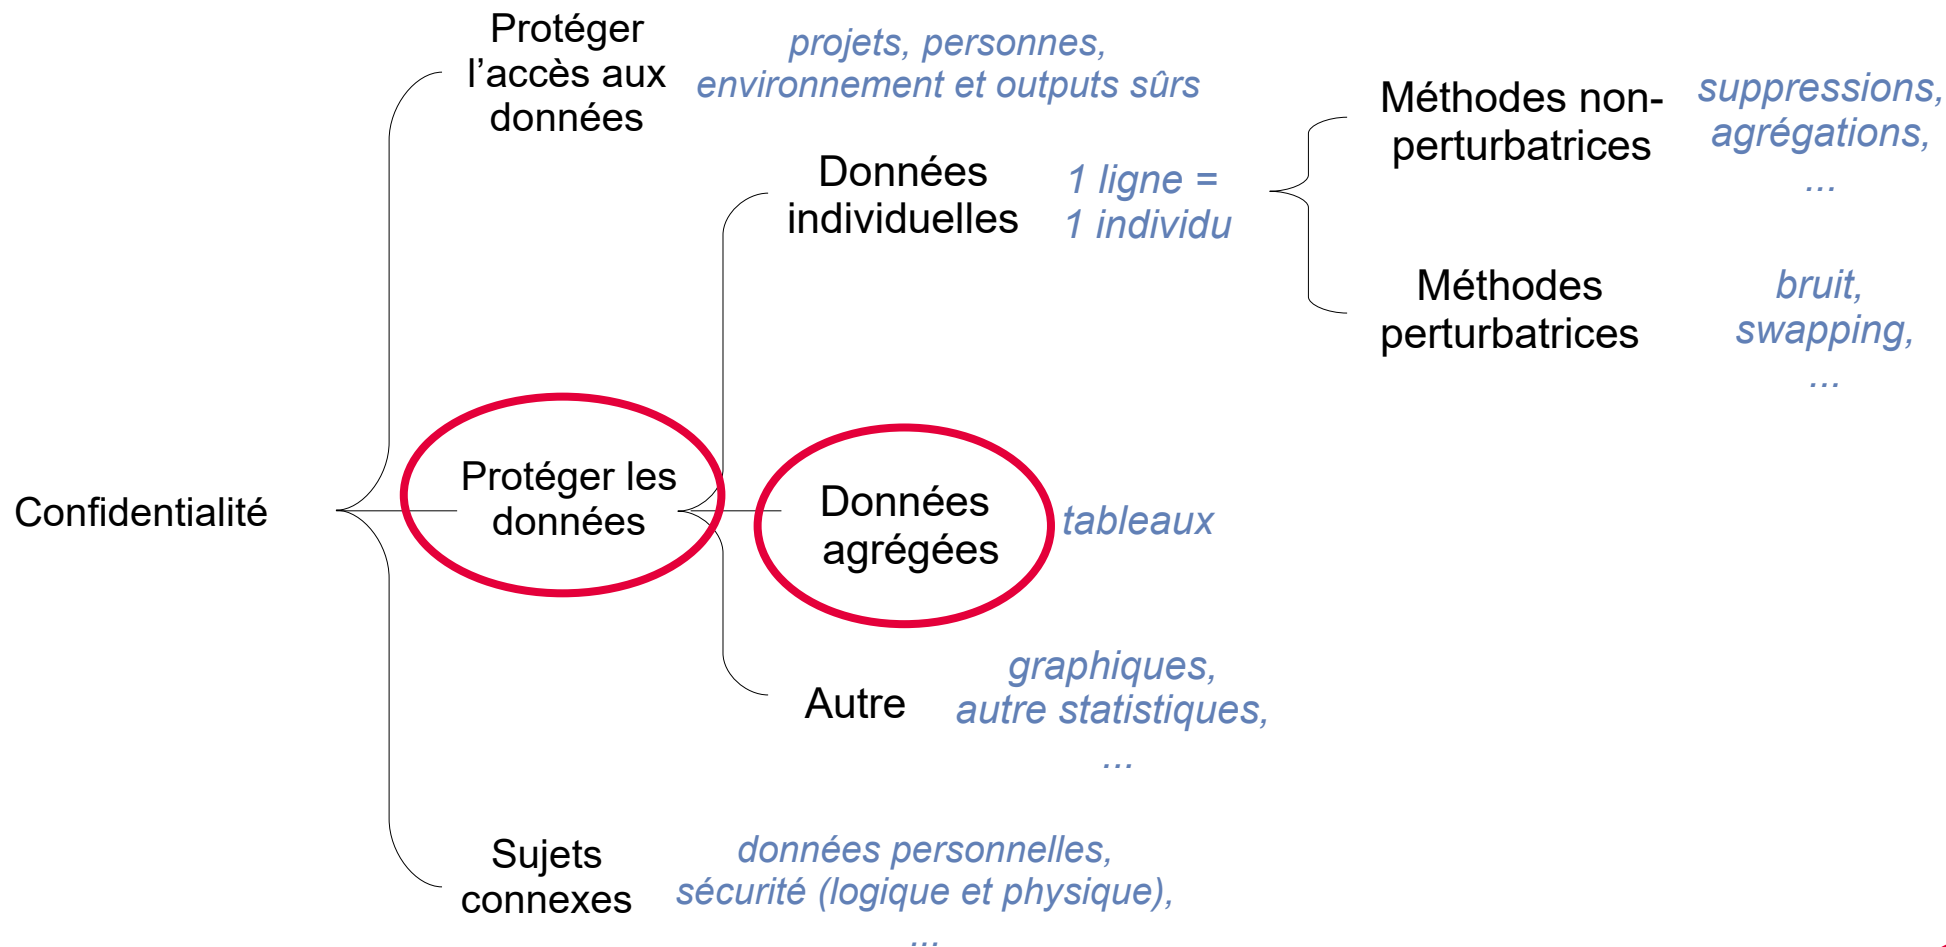 Protéger
l’accès aux
données
projets, personnes,
environnement et outputs sûrs
Données
individuelles
1 ligne =
1 individu
Méthodes non-
perturbatrices
suppressions,
agrégations,
...
Méthodes
perturbatrices
bruit,
swapping,
...
Confidentialité
Protéger les
données
Données
agrégées
tableaux
Autre
graphiques,
autre statistiques,
...
Sujets
connexes
données personnelles,
sécurité (logique et physique),
...